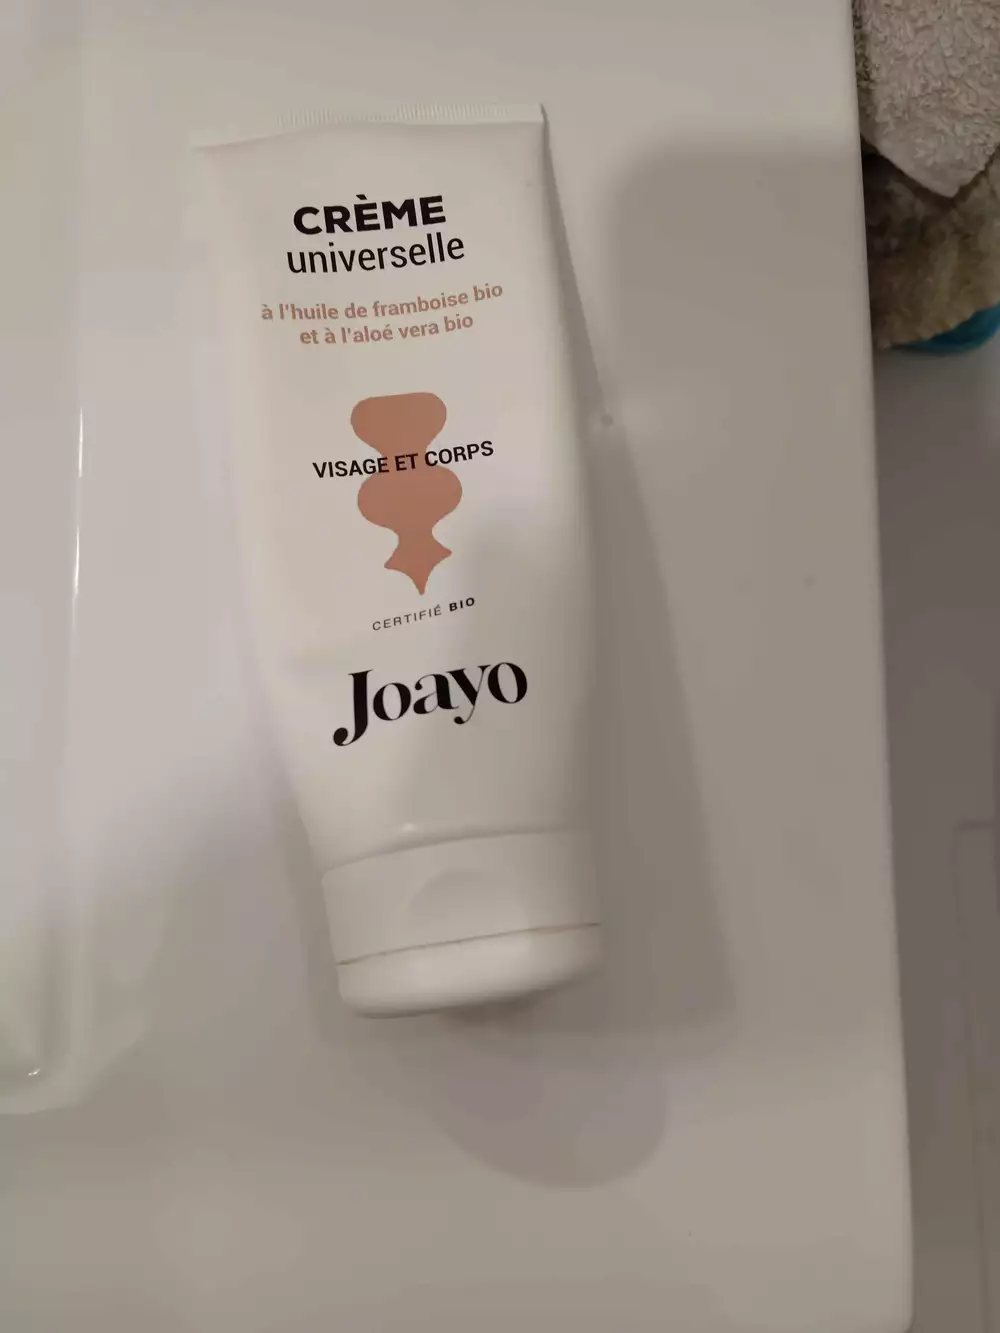 CRÈME
universelle
à l'huile de framboise bio
et à l'aloé vera bio
VISAGE ET CORPS
CERTIFIÉ BIO
Joayo